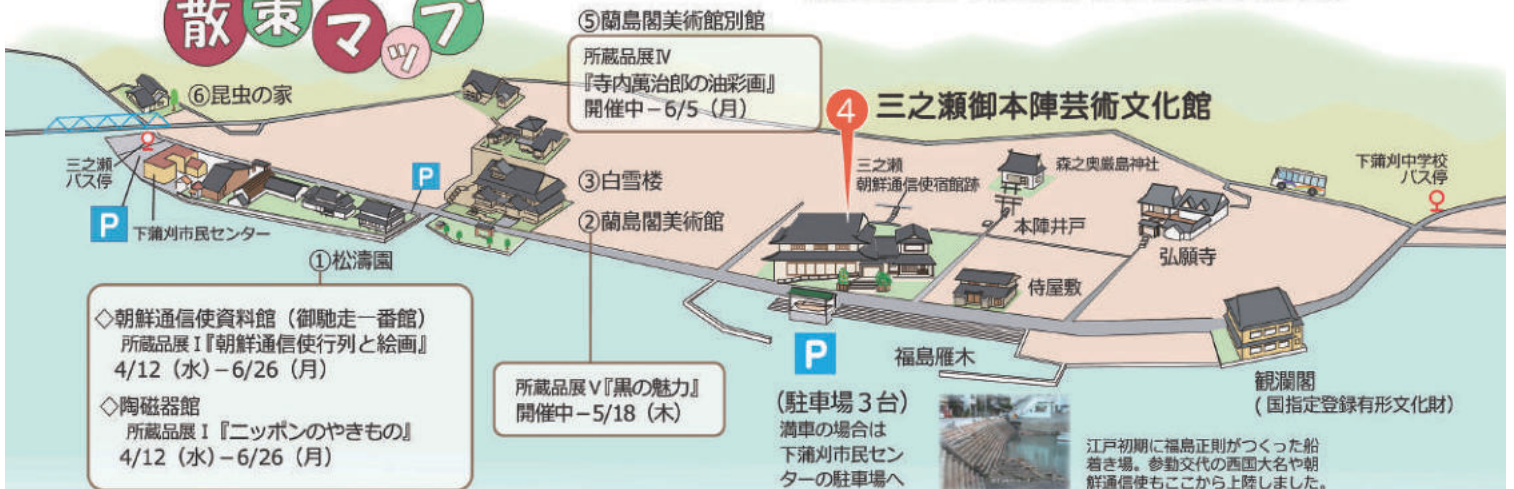 散策マップ
⑤蘭島閣美術館別館
所蔵品展Ⅳ
『寺内萬治郎の油彩画』
開催中－6/5（月）
⑥昆虫の家
4 三之瀬御本陣芸術文化館
三之瀬
バス停
P
下蒲刈市民センター
P
③白雪楼
②蘭島閣美術館
三之瀬
朝鮮通信使宿館跡
森之奥厳島神社
本陣井戸
下蒲刈中学校
バス停
弘願寺
侍屋敷
①松濤園
◇朝鮮通信使資料館（御馳走一番館）
所蔵品展Ⅰ『朝鮮通信使行列と絵画』
4/12（水）－6/26（月）
◇陶磁器館
所蔵品展Ⅰ『ニッポンのやきもの』
4/12（水）－6/26（月）
所蔵品展Ⅴ『黒の魅力』
開催中－5/18（木）
P
（駐車場３台）
満車の場合は
下蒲刈市民セン
ターの駐車場へ
福島雁木
観瀾閣
（国指定登録有形文化財）
江戸初期に福島正則がつくった船
着き場。参勤交代の西国大名や朝
鮮通信使もここから上陸しました。